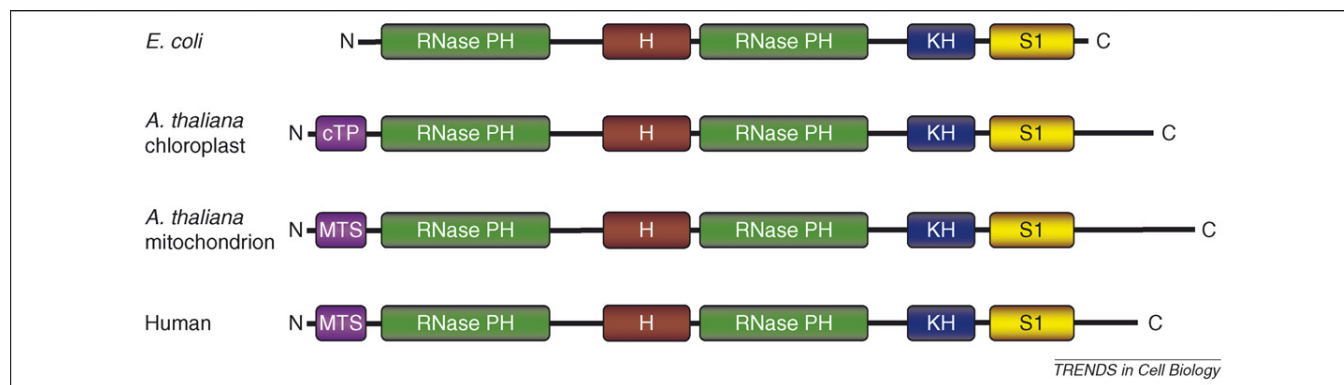 E. coli N RNase PH H RNase PH KH S1 C
A. thaliana
chloroplast N cTP RNase PH H RNase PH KH S1 C
A. thaliana
mitochondrion N MTS RNase PH H RNase PH KH S1 C
Human N MTS RNase PH H RNase PH KH S1 C
TRENDS in Cell Biology